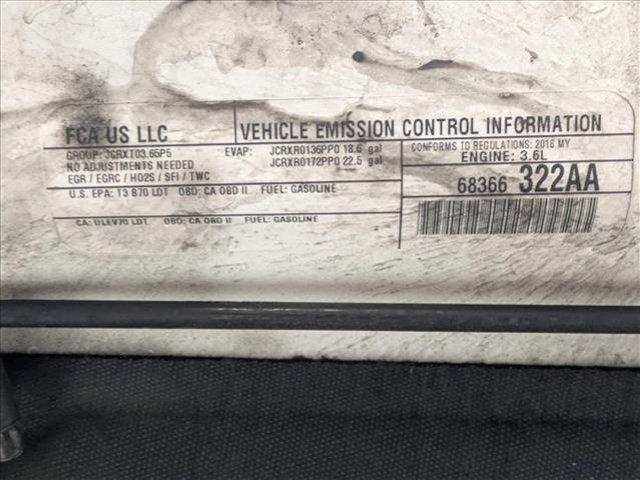 FCA US LLC
VEHICLE EMISSION CONTROL INFORMATION
GROUP: JCRXT03.65P5
NO ADJUSTMENTS NEEDED
EGR / EGRC / HO2S / SFI / TWC
EVAP: JCRXR0136PP0 18.6 gal
JCRXR0172PP0 22.5 gal
CONFORMS TO REGULATIONS: 2018 MY
ENGINE: 3.6L
U.S. EPA: T3 B70 LDT OBD: CA OBD II FUEL: GASOLINE
68366 322AA
CA: ULEV70 LDT OBD: CA OBD II FUEL: GASOLINE